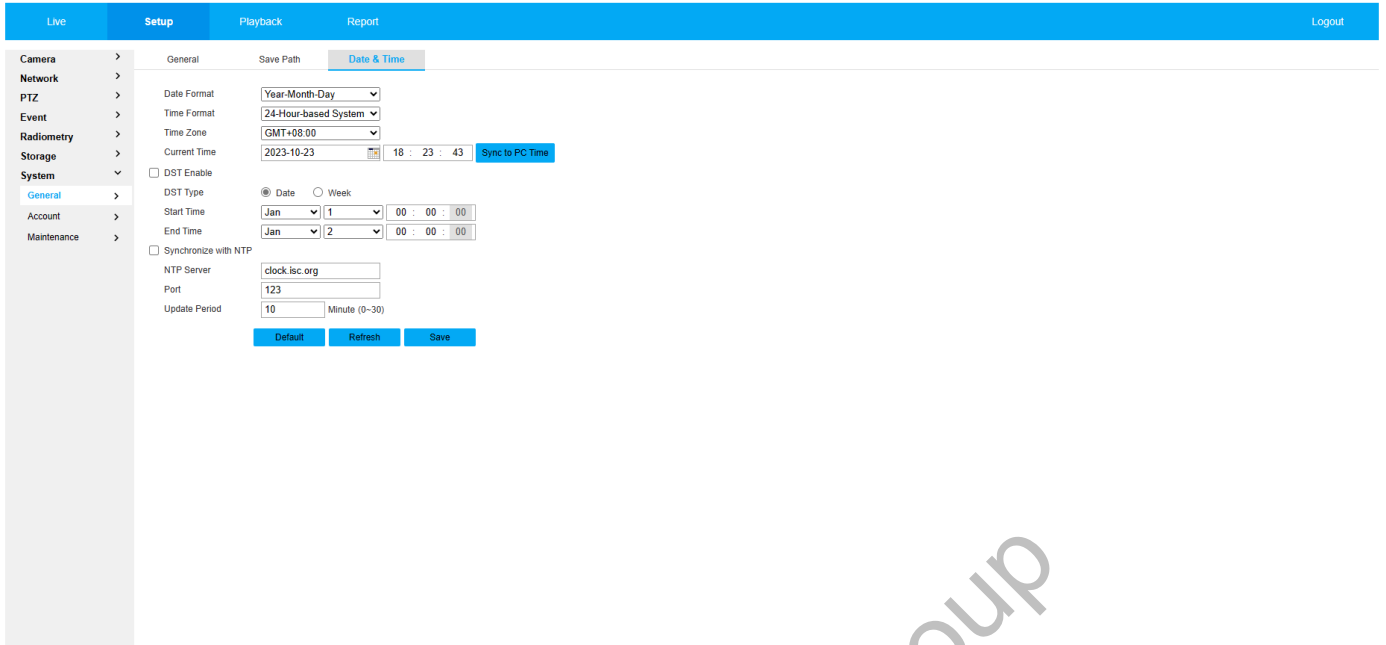 Live Setup Playback Report Logout
Camera
Network
PTZ
Event
Radiometry
Storage
System
General
Account
Maintenance
General Save Path Date & Time
Date Format Year-Month-Day
Time Format 24-Hour-based System
Time Zone GMT+08:00
Current Time 2023-10-23 18 : 23 : 43 Sync to PC Time
DST Enable
DST Type Date Week
Start Time Jan 1 00 : 00 : 00
End Time Jan 2 00 : 00 : 00
Synchronize with NTP
NTP Server clock.isc.org
Port 123
Update Period 10 Minute (0~30)
Default Refresh Save